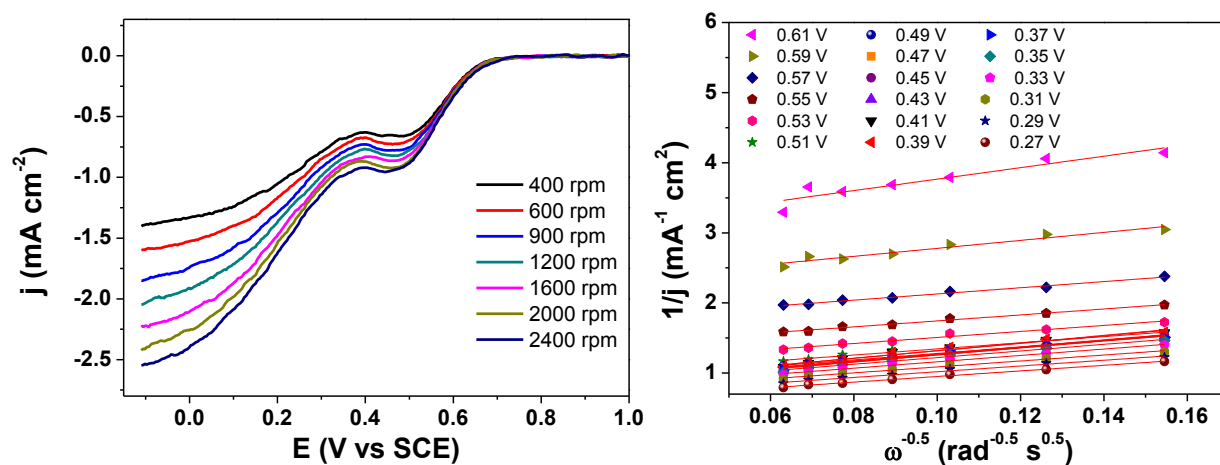 0.0
-0.5
-1.0
-1.5
-2.0
-2.5
j (mA cm⁻²)
400 rpm
600 rpm
900 rpm
1200 rpm
1600 rpm
2000 rpm
2400 rpm
0.0 0.2 0.4 0.6 0.8 1.0
E (V vs SCE)
6
5
4
3
2
1
1/j (mA⁻¹ cm²)
0.61 V 0.49 V 0.37 V
0.59 V 0.47 V 0.35 V
0.57 V 0.45 V 0.33 V
0.55 V 0.43 V 0.31 V
0.53 V 0.41 V 0.29 V
0.51 V 0.39 V 0.27 V
0.06 0.08 0.10 0.12 0.14 0.16
ω⁻⁰·⁵ (rad⁻⁰·⁵ s⁰·⁵)